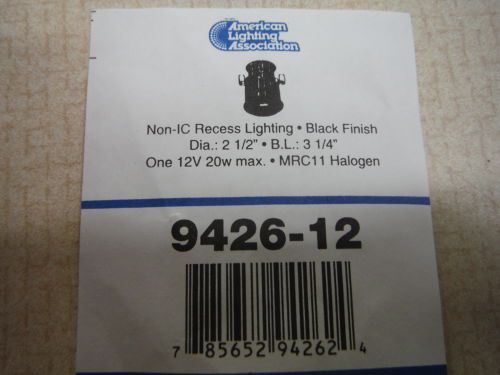 American
Lighting
Association
Non-IC Recess Lighting • Black Finish
Dia.: 2 1/2" • B.L.: 3 1/4"
One 12V 20w max. • MRC11 Halogen
9426-12
7 85652 94262 4